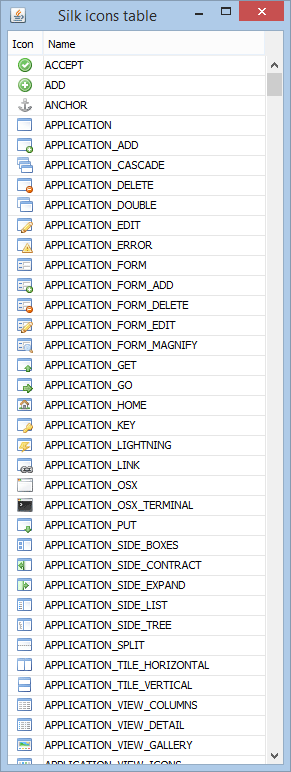 Silk icons table
Icon Name
ACCEPT
ADD
ANCHOR
APPLICATION
APPLICATION_ADD
APPLICATION_CASCADE
APPLICATION_DELETE
APPLICATION_DOUBLE
APPLICATION_EDIT
APPLICATION_ERROR
APPLICATION_FORM
APPLICATION_FORM_ADD
APPLICATION_FORM_DELETE
APPLICATION_FORM_EDIT
APPLICATION_FORM_MAGNIFY
APPLICATION_GET
APPLICATION_GO
APPLICATION_HOME
APPLICATION_KEY
APPLICATION_LIGHTNING
APPLICATION_LINK
APPLICATION_OSX
APPLICATION_OSX_TERMINAL
APPLICATION_PUT
APPLICATION_SIDE_BOXES
APPLICATION_SIDE_CONTRACT
APPLICATION_SIDE_EXPAND
APPLICATION_SIDE_LIST
APPLICATION_SIDE_TREE
APPLICATION_SPLIT
APPLICATION_TILE_HORIZONTAL
APPLICATION_TILE_VERTICAL
APPLICATION_VIEW_COLUMNS
APPLICATION_VIEW_DETAIL
APPLICATION_VIEW_GALLERY
APPLICATION_VIEW_ICONS